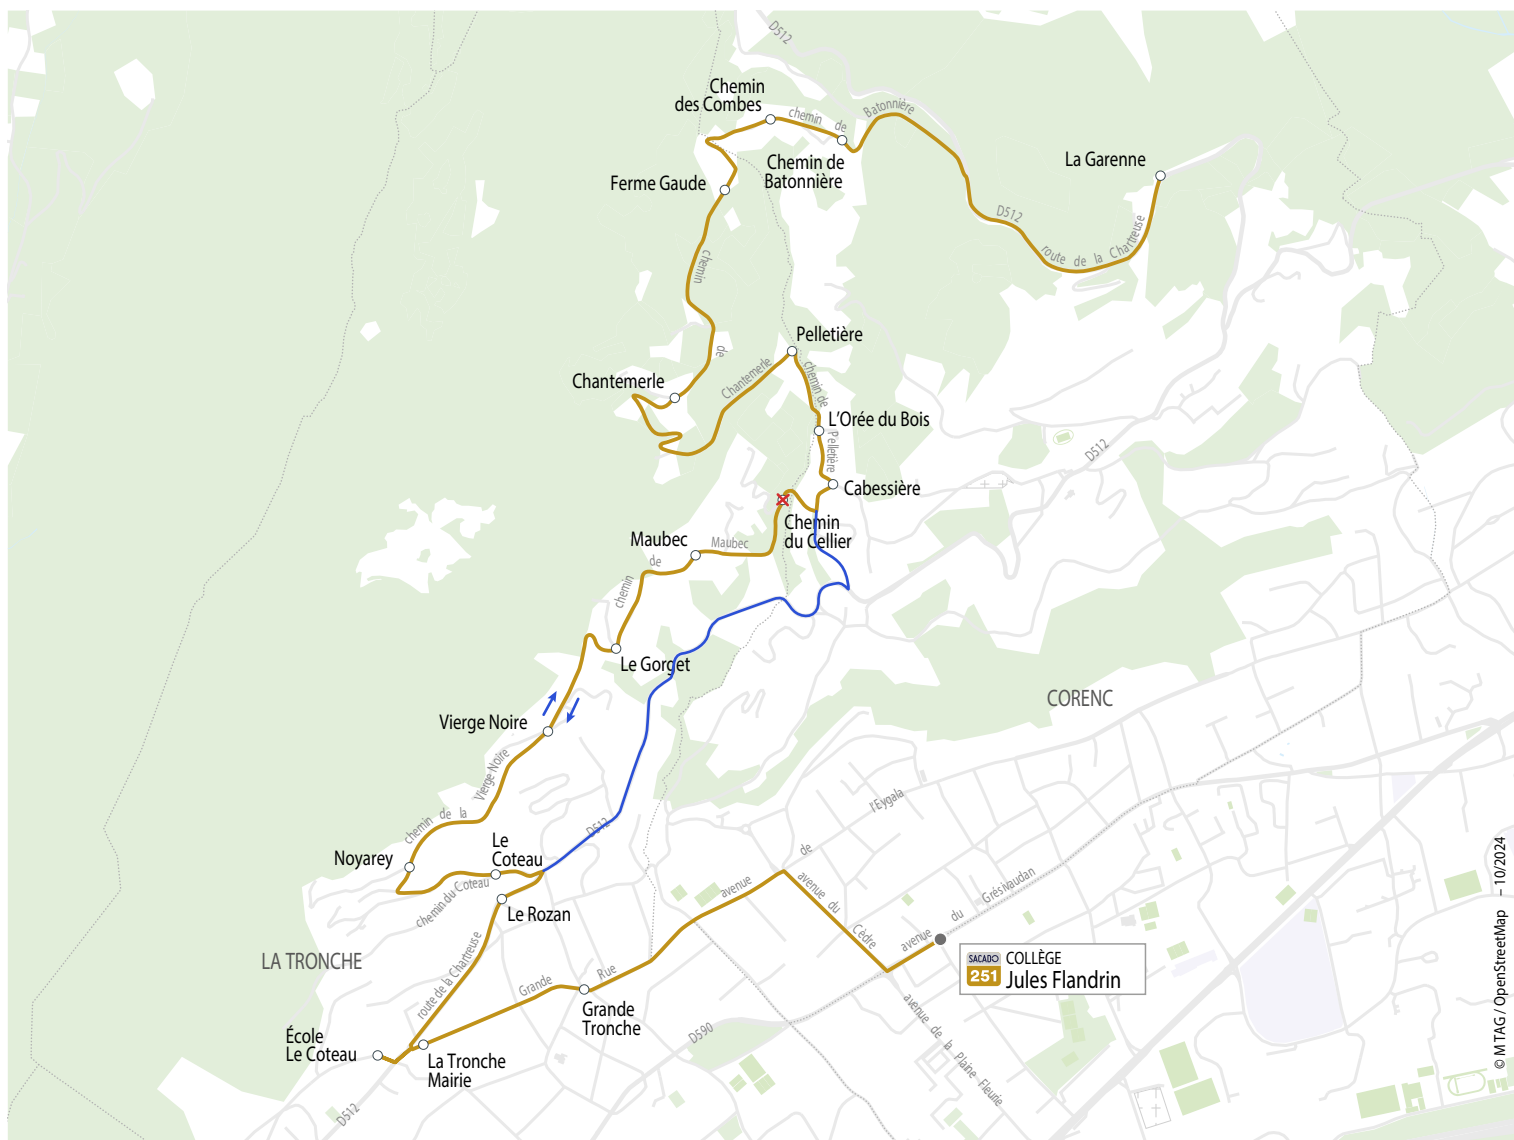 D512
Chemin
des Combes
chemin de
Batonnière
Chemin de
Batonnière
La Garenne
Ferme Gaude
D512
route de la Chartreuse
chemin
de
Chantemerle
Pelletière
Chantemerle
chemin de
Pelletière
L'Orée du Bois
D512
Cabessière
Chemin
du Cellier
Maubec
Maubec
de
chemin
Le Gorget
CORENC
Vierge Noire
Vierge Noire
chemin de la
l'Eygala
de
avenue
D512
Le
Coteau
Noyarey
chemin du Coteau
Le Rozan
avenue du
Cèdre
avenue du Grésivaudan
LA TRONCHE
route de la Chartreuse
SACADO COLLÈGE
251 Jules Flandrin
Grande Rue
Grande
Tronche
École
Le Coteau
La Tronche
Mairie
D590
avenue de la Plaine Fleurie
D512
© M TAG / OpenStreetMap – 10/2024